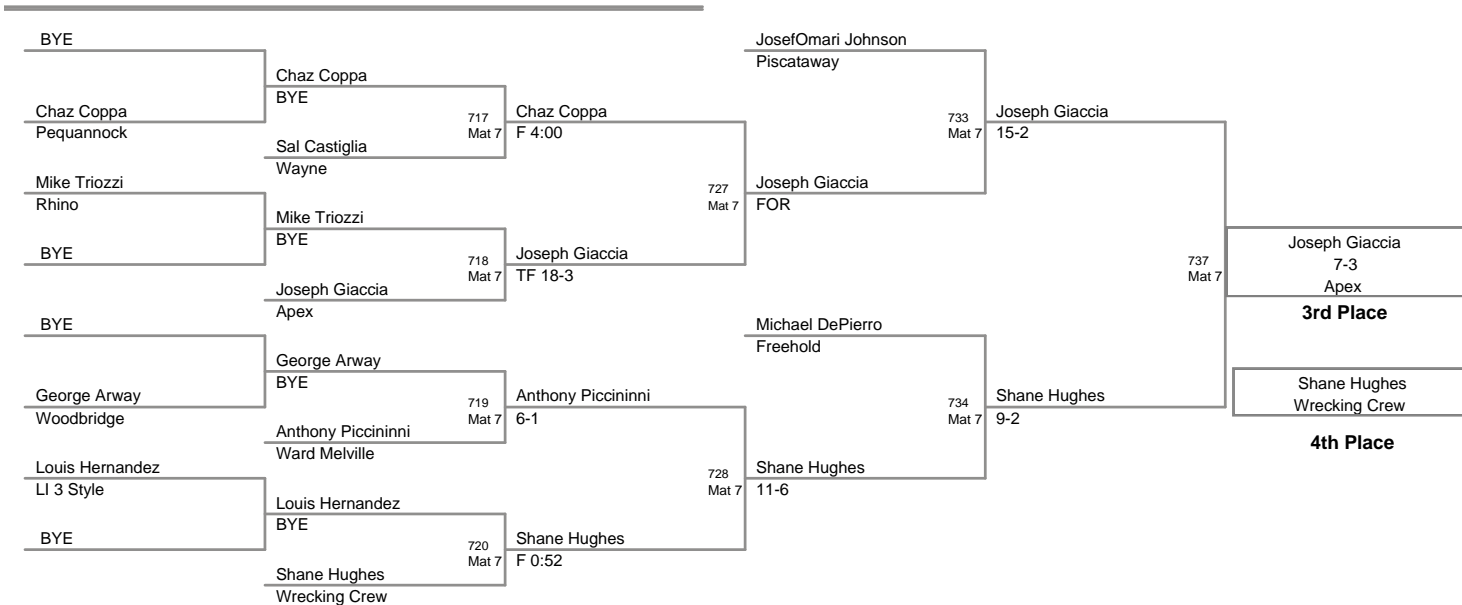 BYE
Chaz Coppa
Pequannock
Mike Triozzi
Rhino
BYE
BYE
George Arway
Woodbridge
Louis Hernandez
LI 3 Style
BYE
Chaz Coppa
BYE
Sal Castiglia
Wayne
Mike Triozzi
BYE
Joseph Giaccia
Apex
George Arway
BYE
Anthony Piccininni
Ward Melville
Louis Hernandez
BYE
Shane Hughes
Wrecking Crew
717
Mat 7
718
Mat 7
719
Mat 7
720
Mat 7
Chaz Coppa
F 4:00
Joseph Giaccia
TF 18-3
Anthony Piccininni
6-1
Shane Hughes
F 0:52
727
Mat 7
728
Mat 7
JosefOmari Johnson
Piscataway
Joseph Giaccia
FOR
Michael DePierro
Freehold
Shane Hughes
11-6
733
Mat 7
734
Mat 7
Joseph Giaccia
15-2
Shane Hughes
9-2
737
Mat 7
Joseph Giaccia
7-3
Apex
3rd Place
Shane Hughes
Wrecking Crew
4th Place